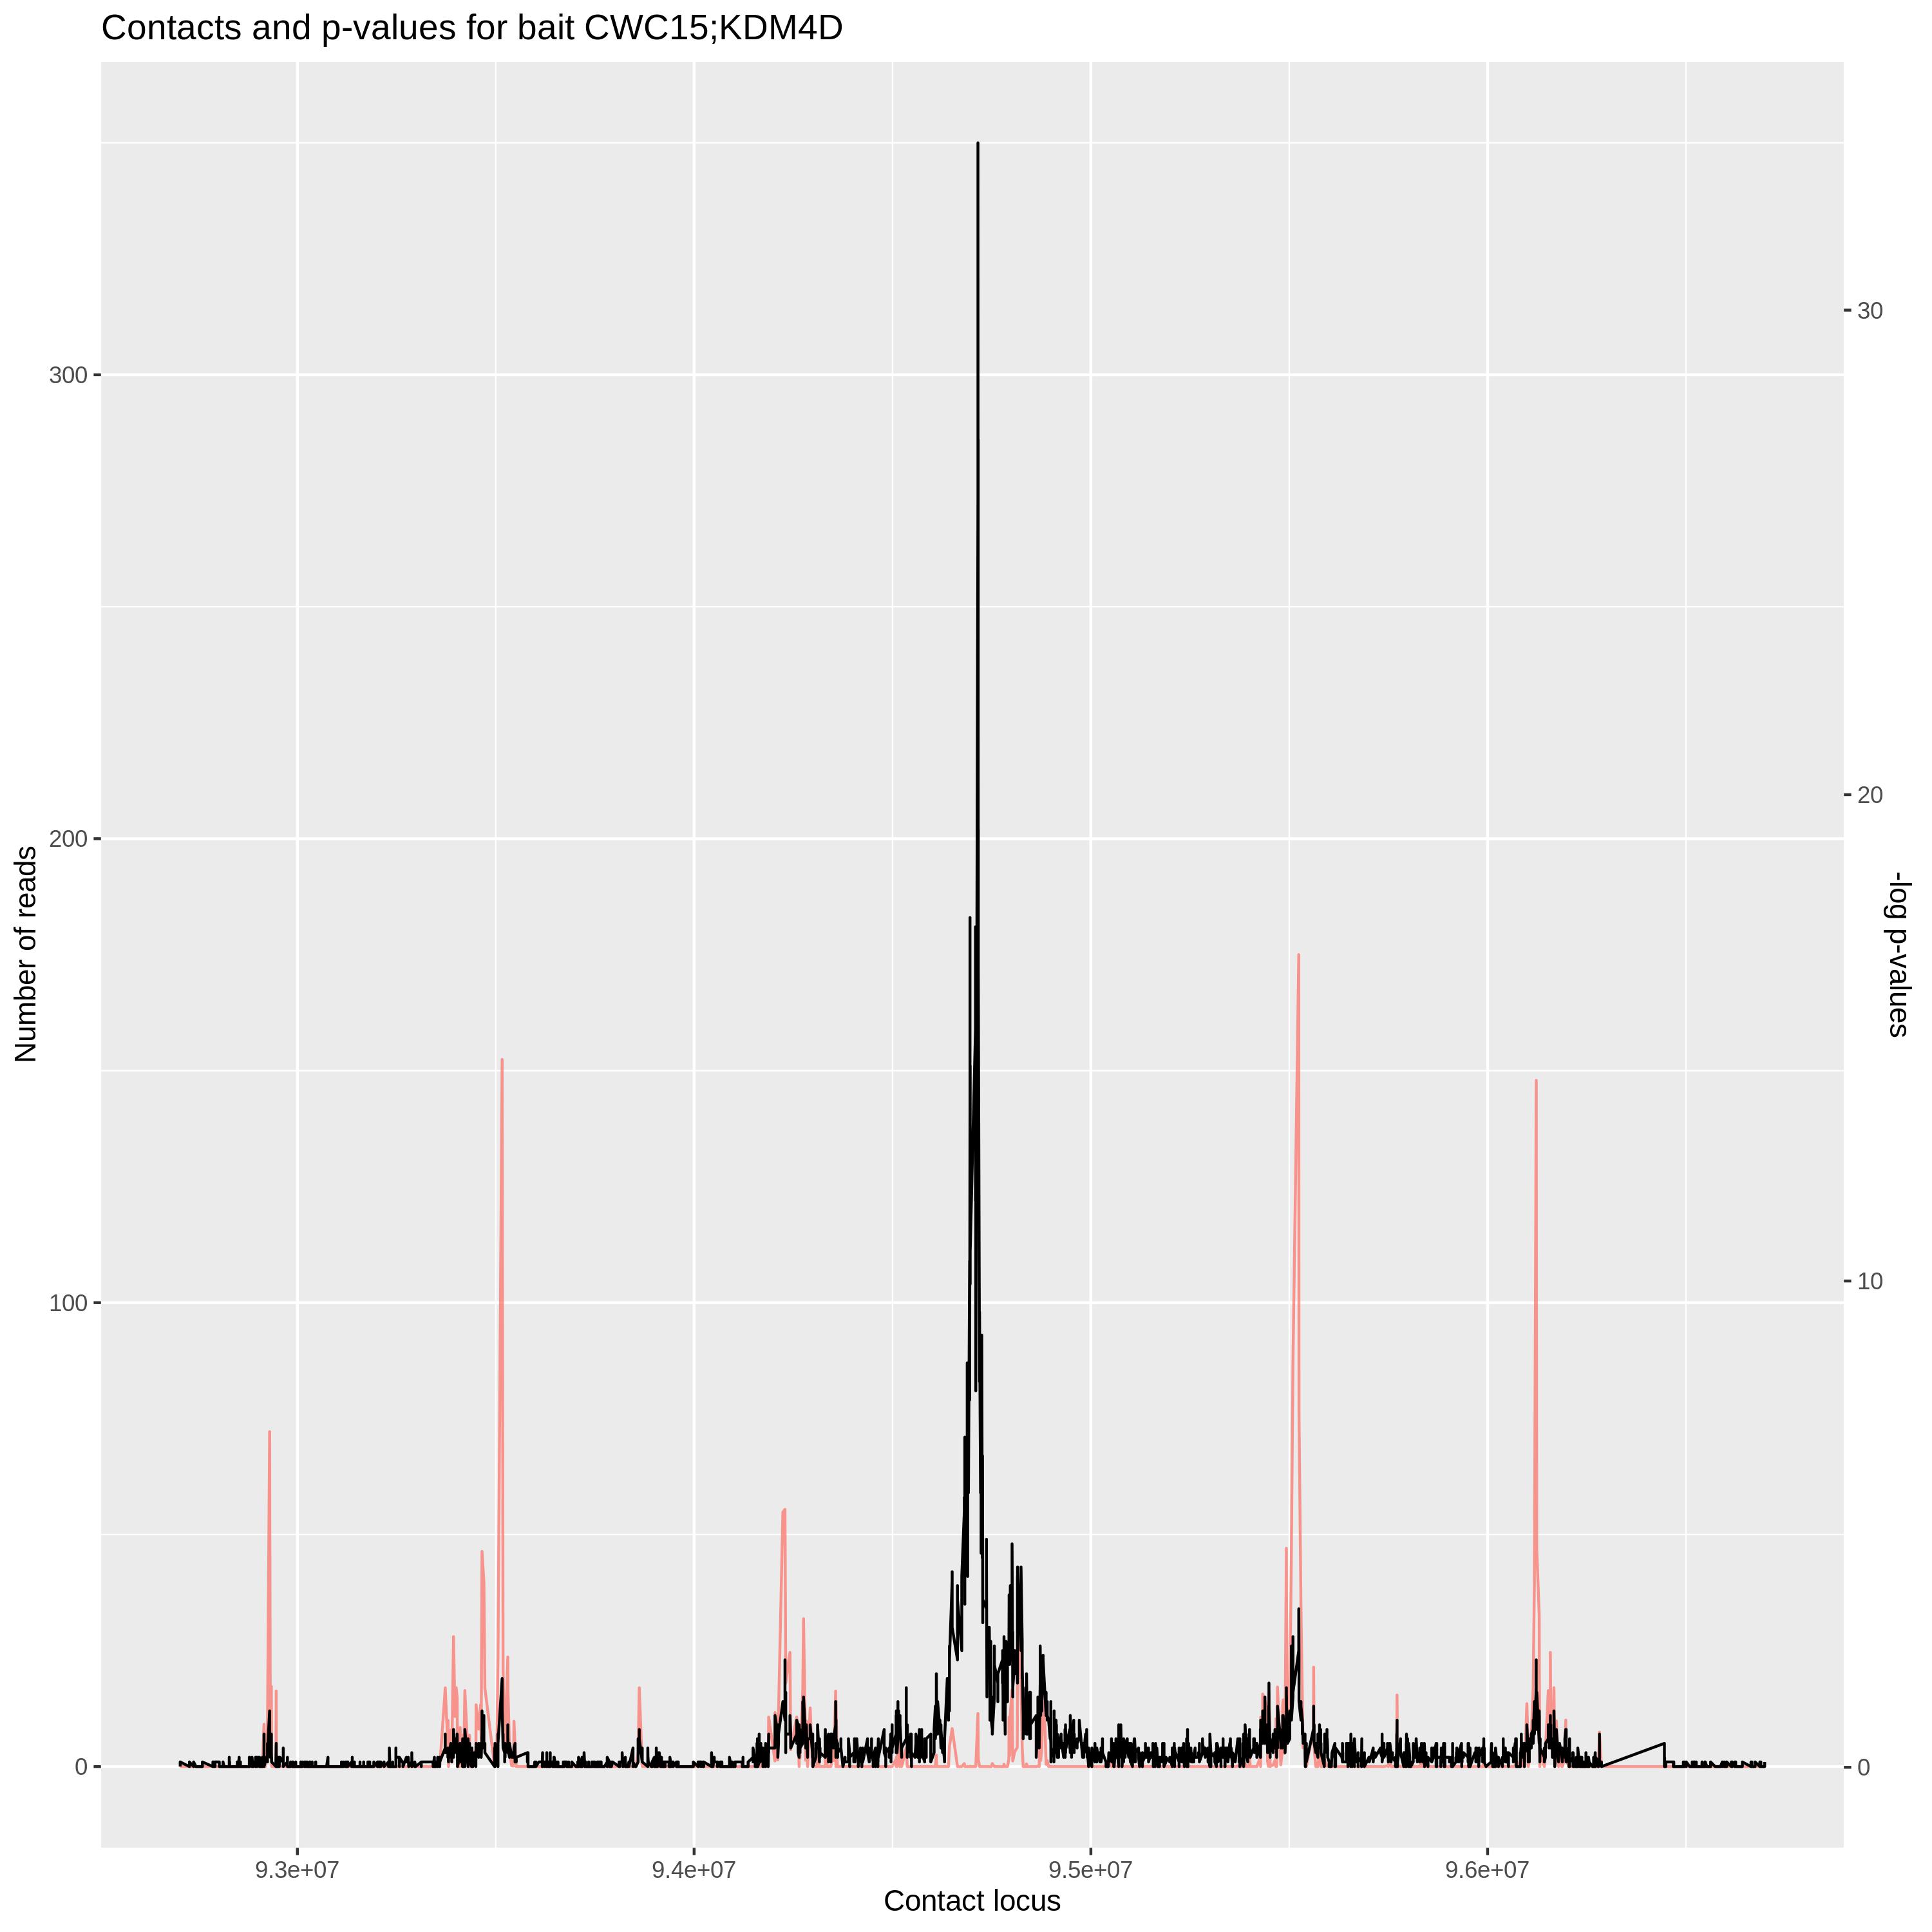 Contacts and p-values for bait CWC15;KDM4D
300
200
100
0
Number of reads
30
20
10
0
-log p-values
9.3e+07
9.4e+07
9.5e+07
9.6e+07
Contact locus